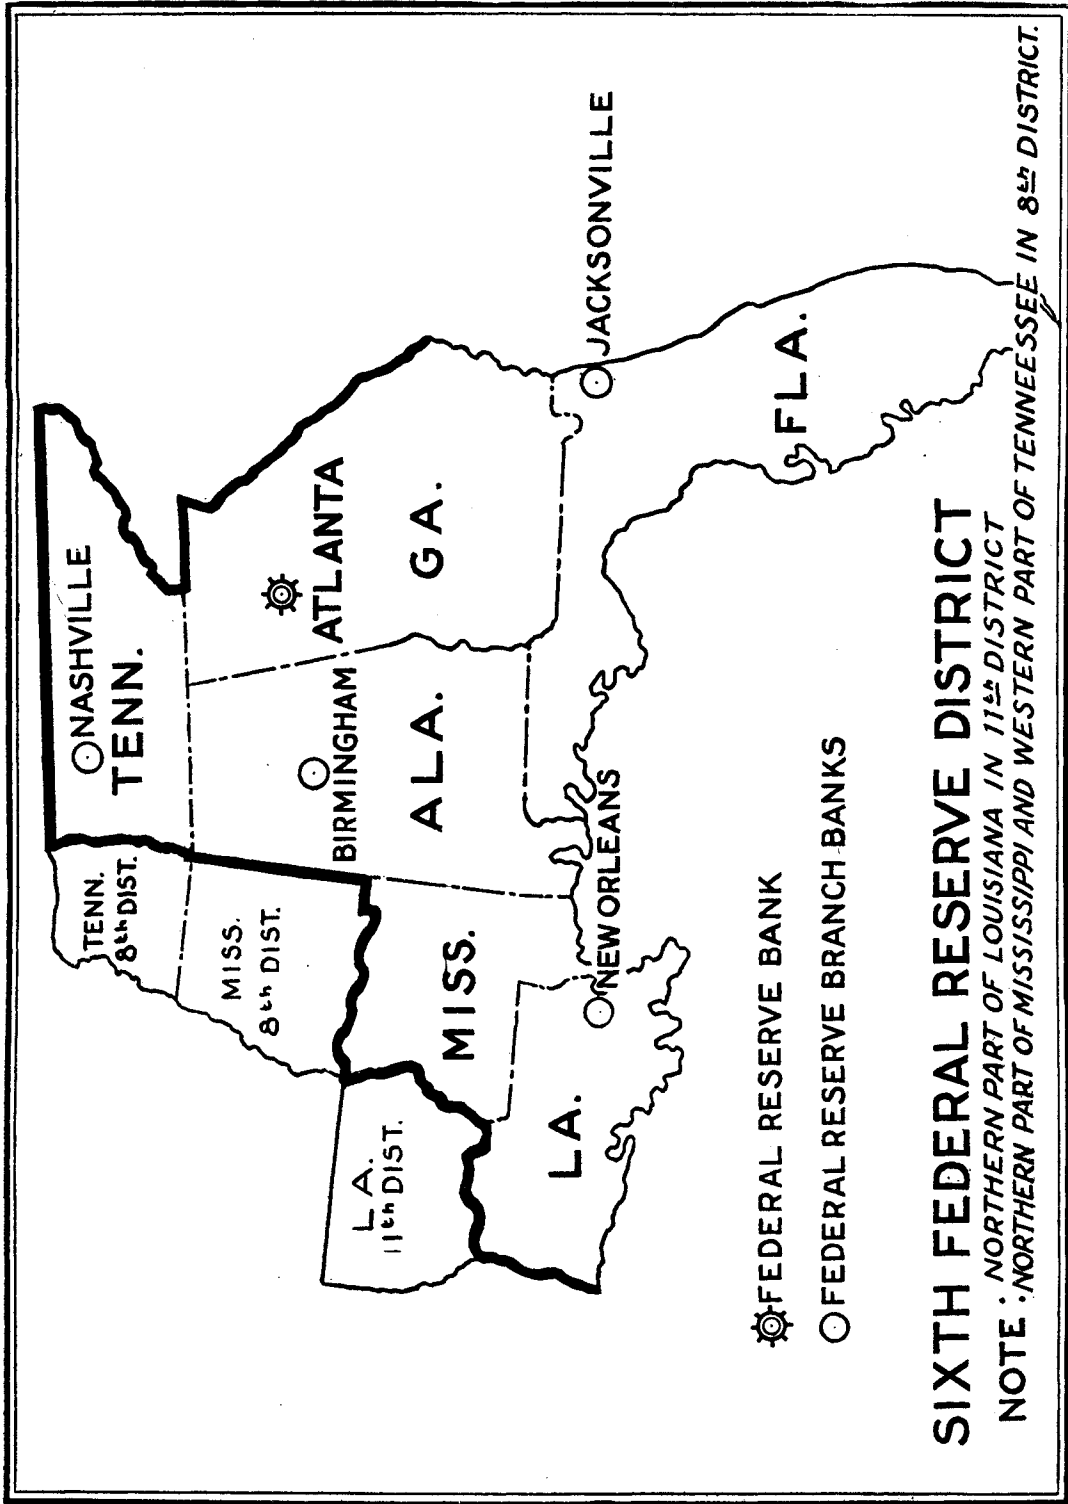 NASHVILLE
TENN.
TENN.
8th DIST.
MISS.
8th DIST.
ATLANTA
BIRMINGHAM
GA.
ALA.
MISS.
LA.
11th DIST.
LA.
NEW ORLEANS
JACKSONVILLE
FLA.
FEDERAL RESERVE BANK
FEDERAL RESERVE BRANCH BANKS
SIXTH FEDERAL RESERVE DISTRICT
NOTE: NORTHERN PART OF LOUISIANA IN 11th DISTRICT
NORTHERN PART OF MISSISSIPPI AND WESTERN PART OF TENNEESSEE IN 8th DISTRICT.